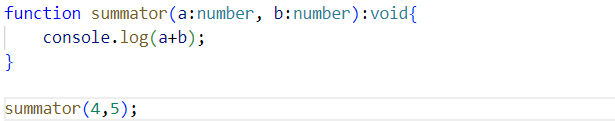 function summator(a:number, b:number):void{
    console.log(a+b);
}

summator(4,5);